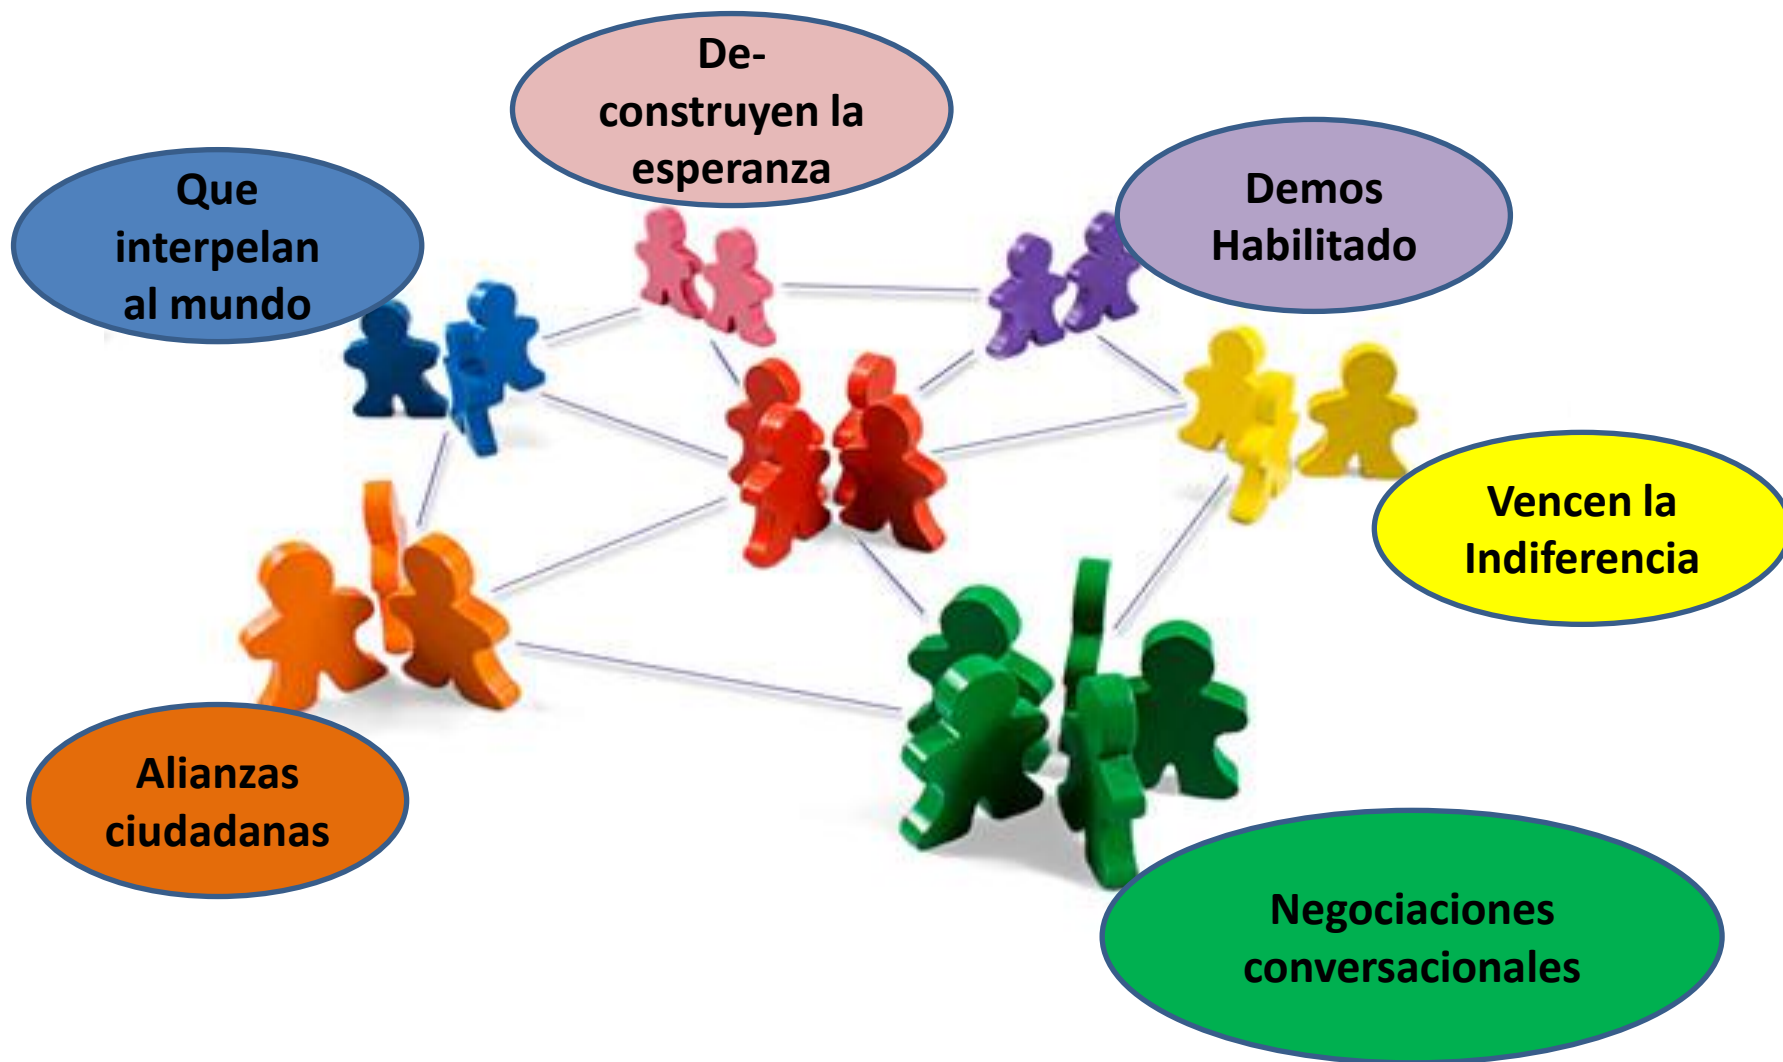 De-
construyen la
esperanza
Que
interpelan
al mundo
Demos
Habilitado
Vencen la
Indiferencia
Alianzas
ciudadanas
Negociaciones
conversacionales